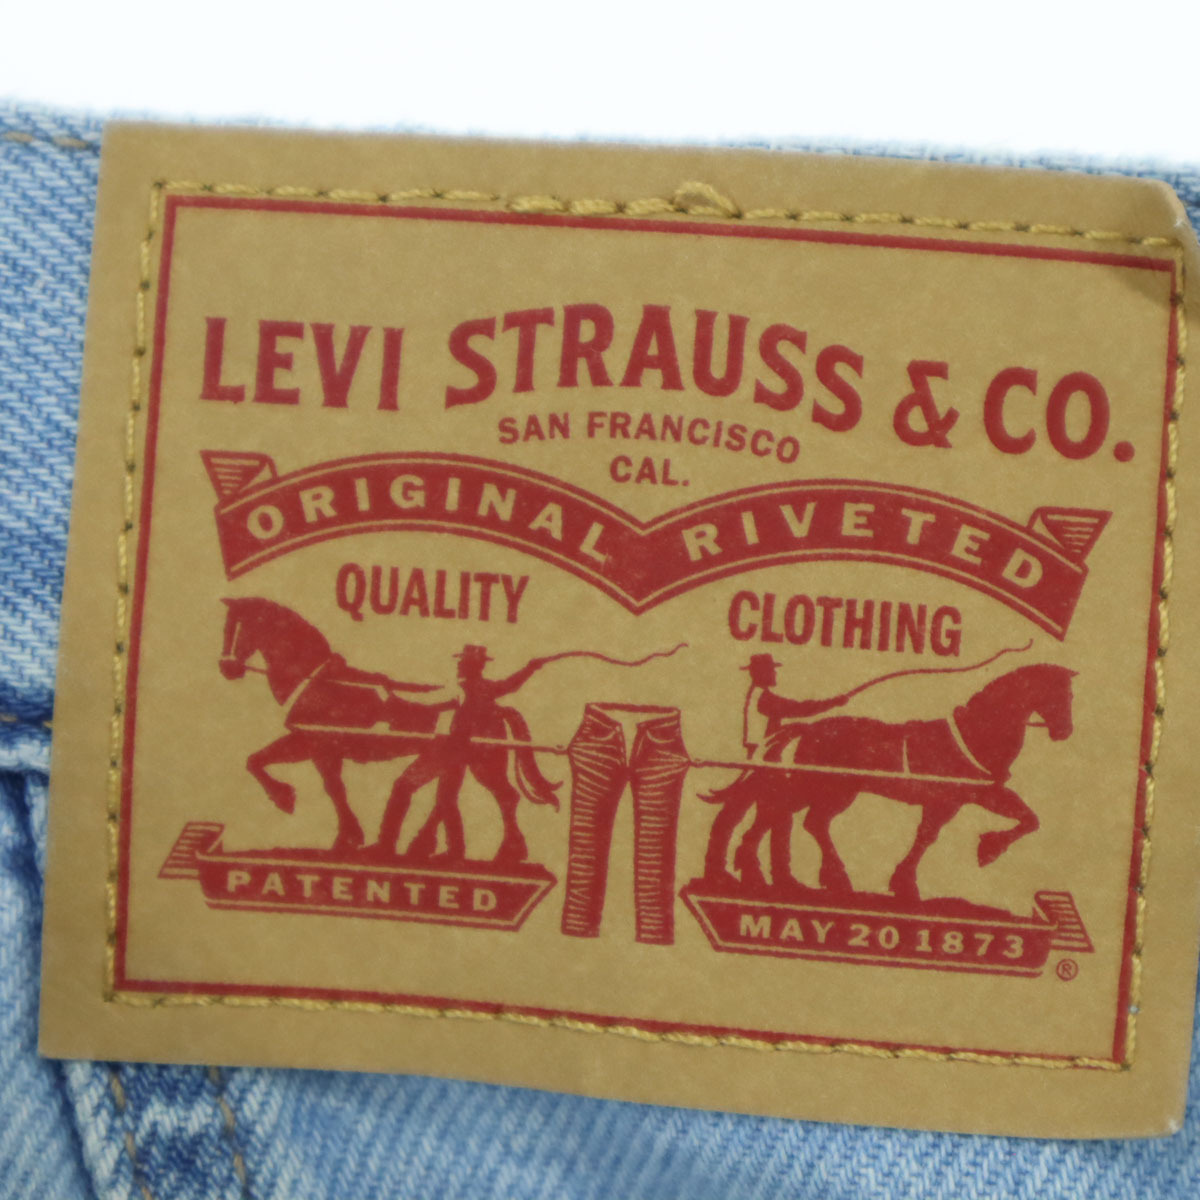 LEVI STRAUSS & CO.
SAN FRANCISCO
CAL.
ORIGINAL RIVETED
QUALITY CLOTHING
PATENTED MAY 20 1873
®